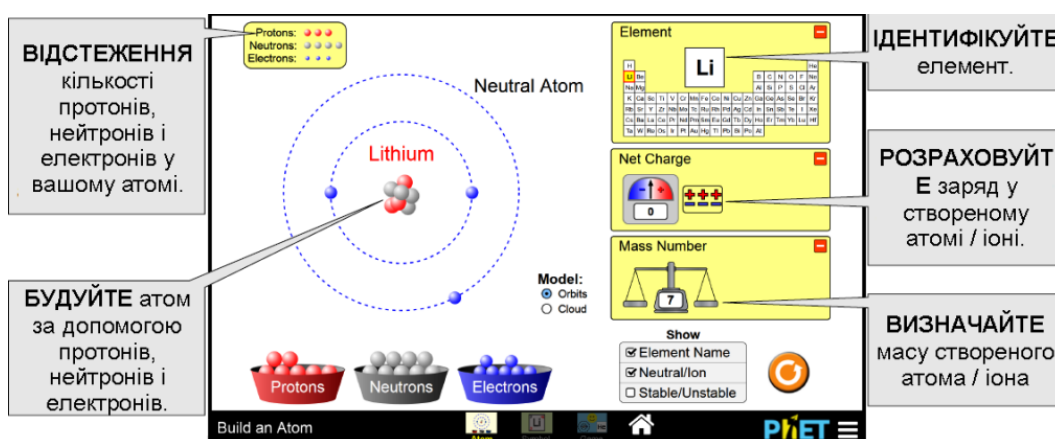 ВІДСТЕЖЕННЯ
кількості
протонів,
нейтронів і
електронів у
вашому атомі.
БУДУЙТЕ атом
за допомогою
протонів,
нейтронів і
електронів.
Protons:
Neutrons:
Electrons:
Neutral Atom
Lithium
Model:
Orbits
Cloud
Protons
Neutrons
Electrons
Element
Li
Net Charge
0
Mass Number
7
Show
Element Name
Neutral/Ion
Stable/Unstable
Build an Atom
Atom
PhET
ІДЕНТИФІКУЙТЕ
елемент.
РОЗРАХОВУЙТ
Е заряд у
створеному
атомі / іоні.
ВИЗНАЧАЙТЕ
масу створеного
атома / іона